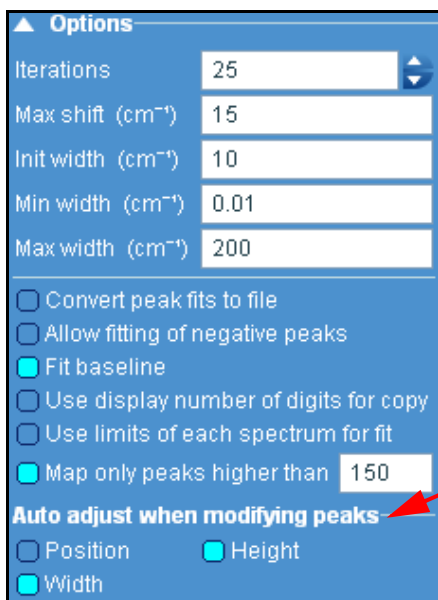 Options
Iterations 25
Max shift (cm⁻¹) 15
Init width (cm⁻¹) 10
Min width (cm⁻¹) 0.01
Max width (cm⁻¹) 200
Convert peak fits to file
Allow fitting of negative peaks
Fit baseline
Use display number of digits for copy
Use limits of each spectrum for fit
Map only peaks higher than 150
Auto adjust when modifying peaks
Position Height
Width